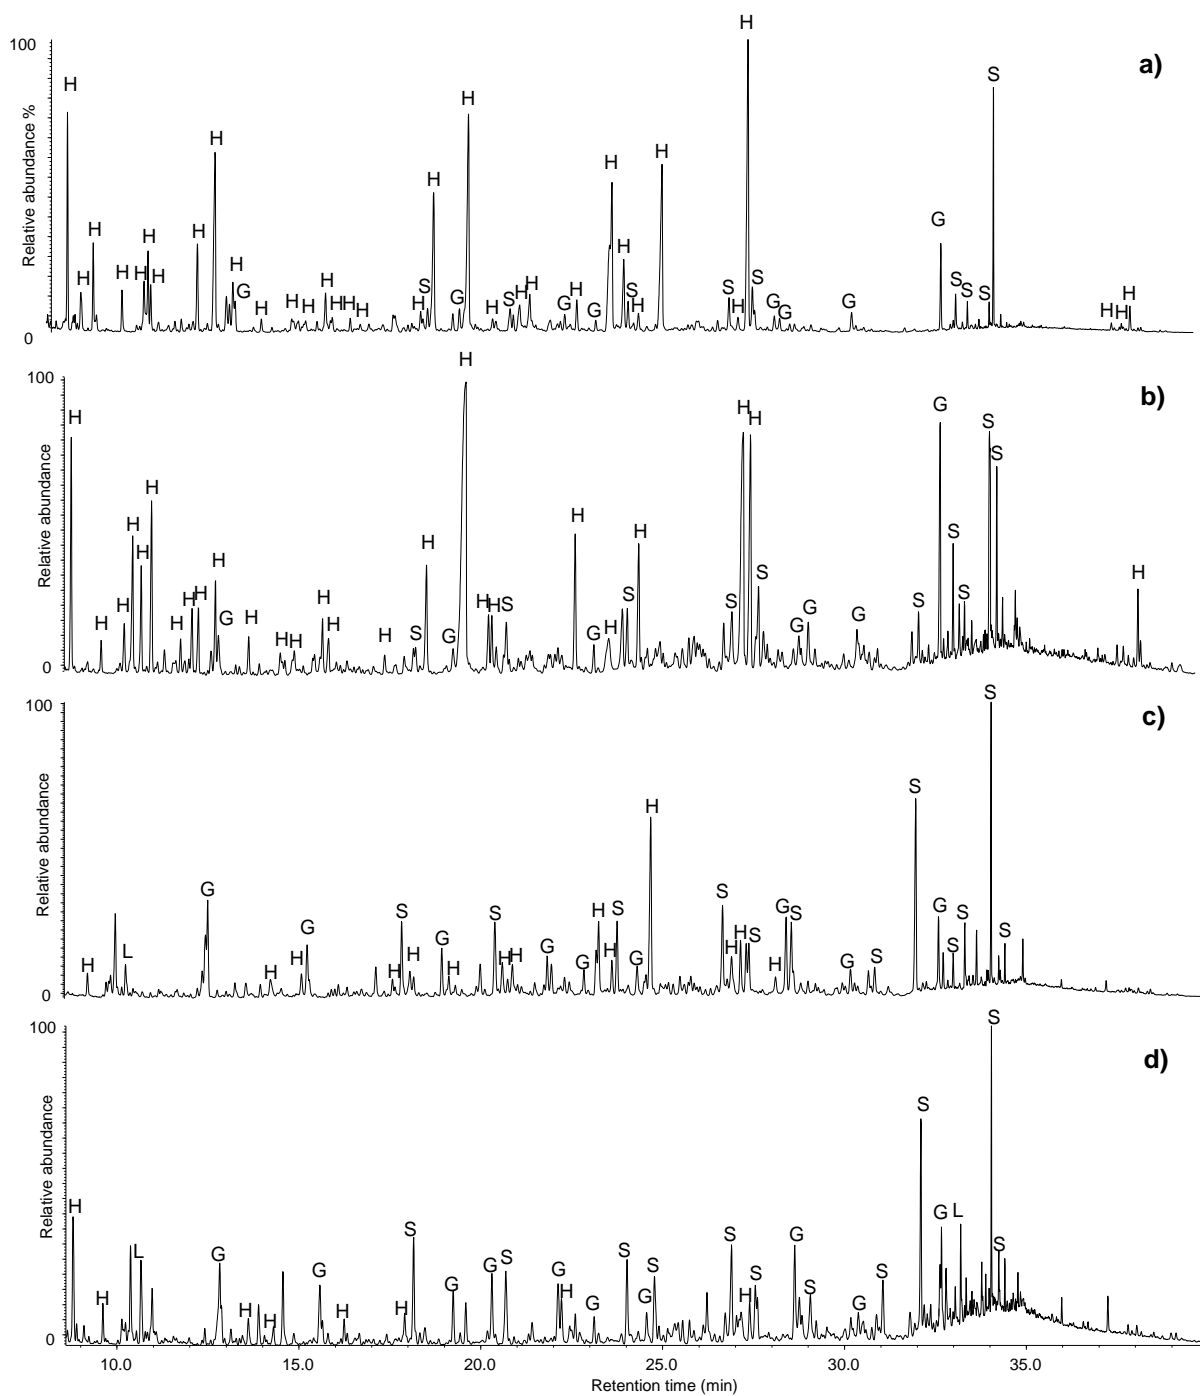 a)
100
Relative abundance %
0
H H H H H H H H H H G H H H H H H H H S H G H H S H H G H G H H S H H S H H S G G G G S S S S H H H
b)
100
Relative abundance
0
H H H H H H H H H H G H H H H H H S H G H H H S H G H S H S H H S G G G S G S S S S H
c)
100
Relative abundance
0
H L G H H G H S H G H S H H G G H H S G H S H H S H G S G S S G S S S S
d)
100
Relative abundance
0
H H L G H H G H H S G G S G H G S G S S H S G S G S S G L S S
10.0 15.0 20.0 25.0 30.0 35.0
Retention time (min)